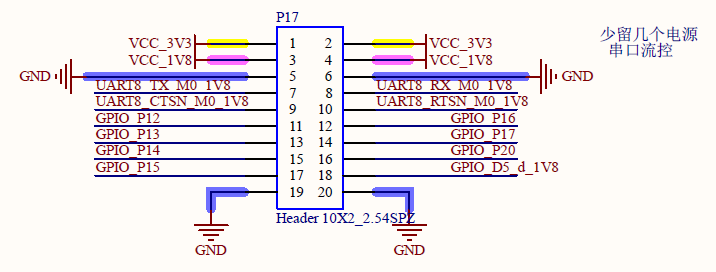 P17
少留几个电源
串口流控
VCC_3V3 1 2 VCC_3V3
VCC_1V8 3 4 VCC_1V8
GND 5 6 GND
UART8_TX_M0_1V8 7 8 UART8_RX_M0_1V8
UART8_CTSN_M0_1V8 9 10 UART8_RTSN_M0_1V8
GPIO_P12 11 12 GPIO_P16
GPIO_P13 13 14 GPIO_P17
GPIO_P14 15 16 GPIO_P20
GPIO_P15 17 18 GPIO_D5_d_1V8
19 20
Header 10X2_2.54SPZ
GND GND